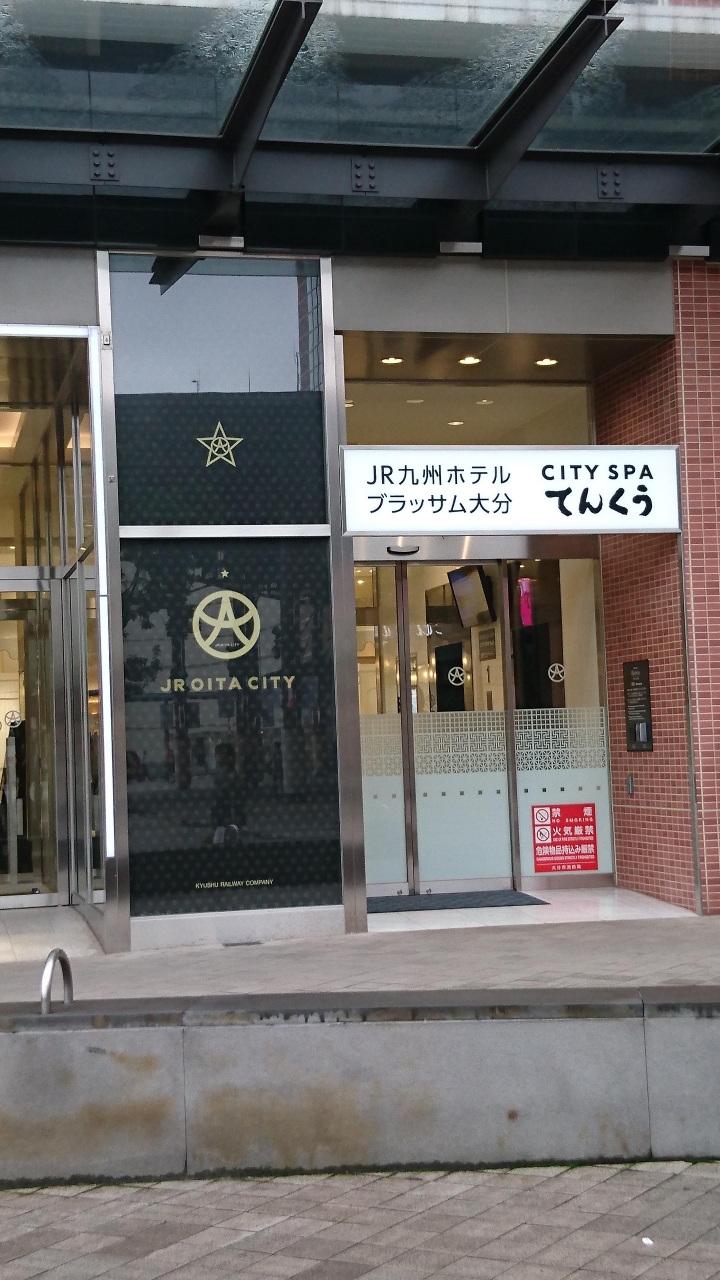 JR九州ホテル
ブラッサム大分
CITY SPA
てんくう
JR OITA CITY
KYUSHU RAILWAY COMPANY
禁煙
NO SMOKING
火気厳禁
危険物品持込み厳禁